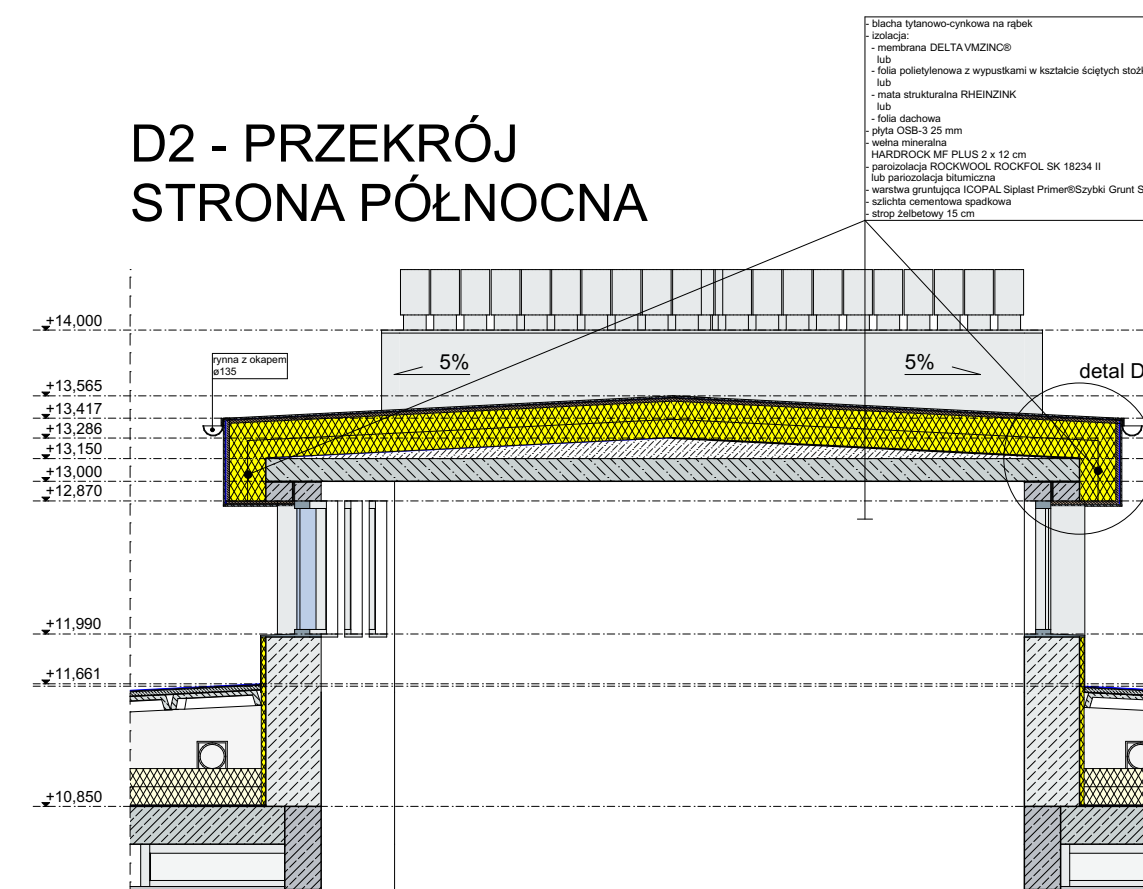 - blacha tytanowo-cynkowa na rąbek
- izolacja:
- membrana DELTA VMZINC®
lub
- folia polietylenowa z wypustkami w kształcie ściętych
lub
- mata strukturalna RHEINZINK
lub
- folia dachowa
- płyta OSB-3 25 mm
- wełna mineralna
HARDROCK MF PLUS 2 x 12 cm
- paroizolacja ROCKWOOL ROCKFOL SK 18234 II
lub pariozolacja bitumiczna
- warstwa gruntująca ICOPAL Siplast Primer®Szybki Grunt
- szlichta cementowa spadkowa
- strop żelbetowy 15 cm
D2 - PRZEKRÓJ
STRONA PÓŁNOCNA
+14,000
rynna z okapem
ø135
5%
5%
detal
+13,565
+13,417
+13,286
+13,150
+13,000
+12,870
+11,990
+11,661
+10,850